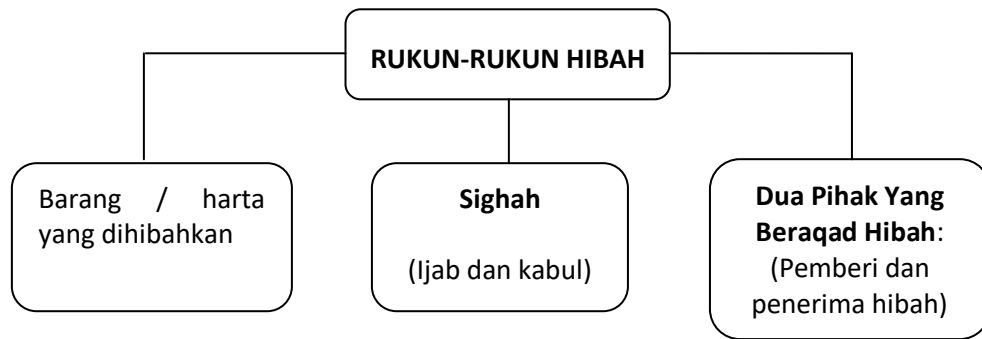 RUKUN-RUKUN HIBAH
Barang / harta
yang dihibahkan
Sighah
(Ijab dan kabul)
Dua Pihak Yang
Beraqad Hibah:
(Pemberi dan
penerima hibah)